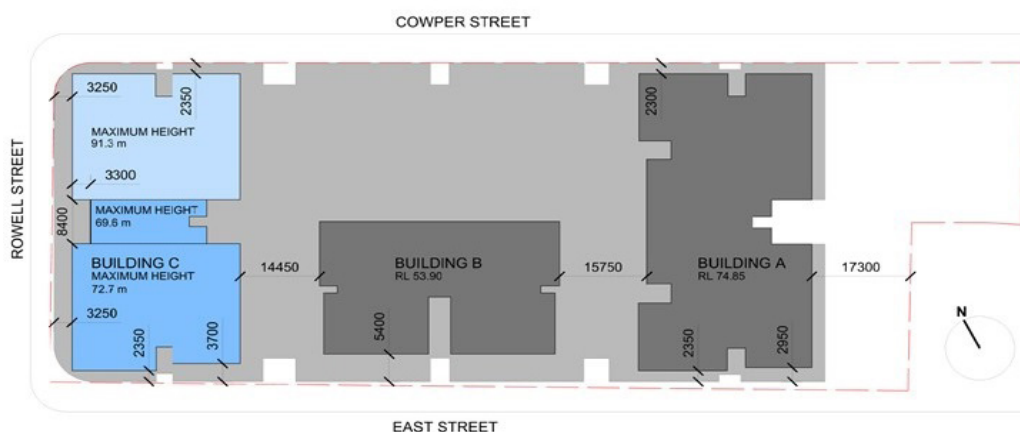 COWPER STREET
3250
2350
2300
MAXIMUM HEIGHT
91.3 m
3300
ROWELL STREET
MAXIMUM HEIGHT
69.6 m
8400
BUILDING C
MAXIMUM HEIGHT
72.7 m
14450
BUILDING B
RL 53.90
15750
BUILDING A
RL 74.85
17300
3250
2350
3700
5400
2350
2950
N
EAST STREET